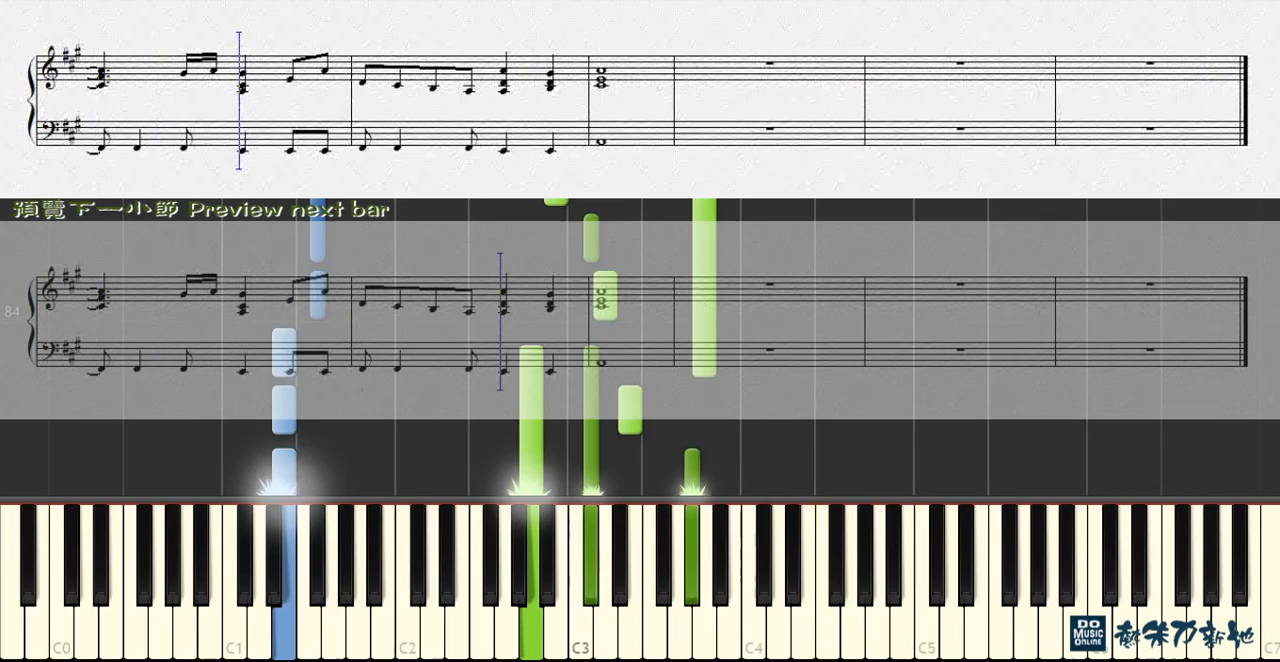 預覽下一小節 Preview next bar
84
C0
C1
C2
C3
C4
C5
C7
DO
MUSIC
ONLINE